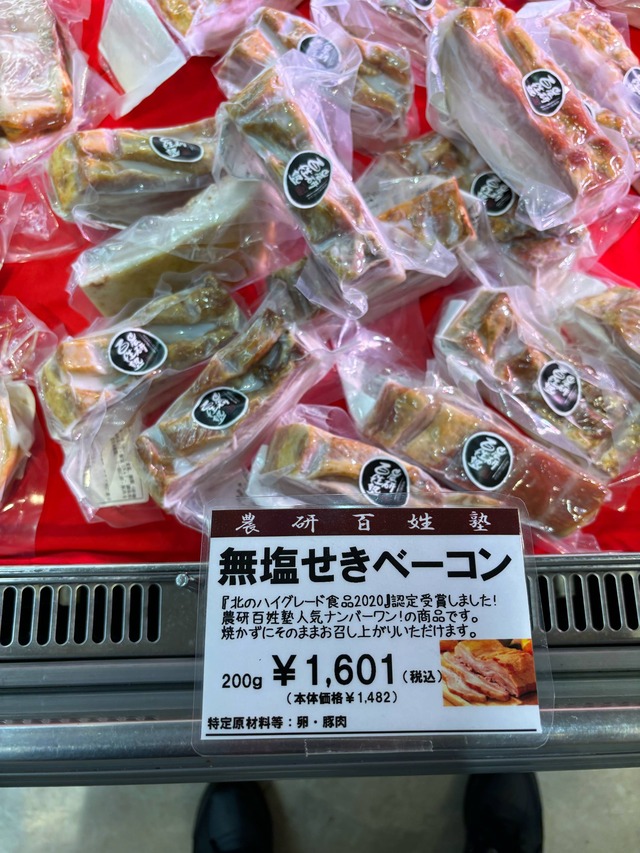 農研百姓塾
無塩せきベーコン
『北のハイグレード食品2020』認定受賞しました!
農研百姓塾人気ナンバーワン!の商品です。
焼かずにそのままお召し上がりいただけます。
200g ¥1,601(税込)
(本体価格¥1,482)
特定原材料等:卵・豚肉